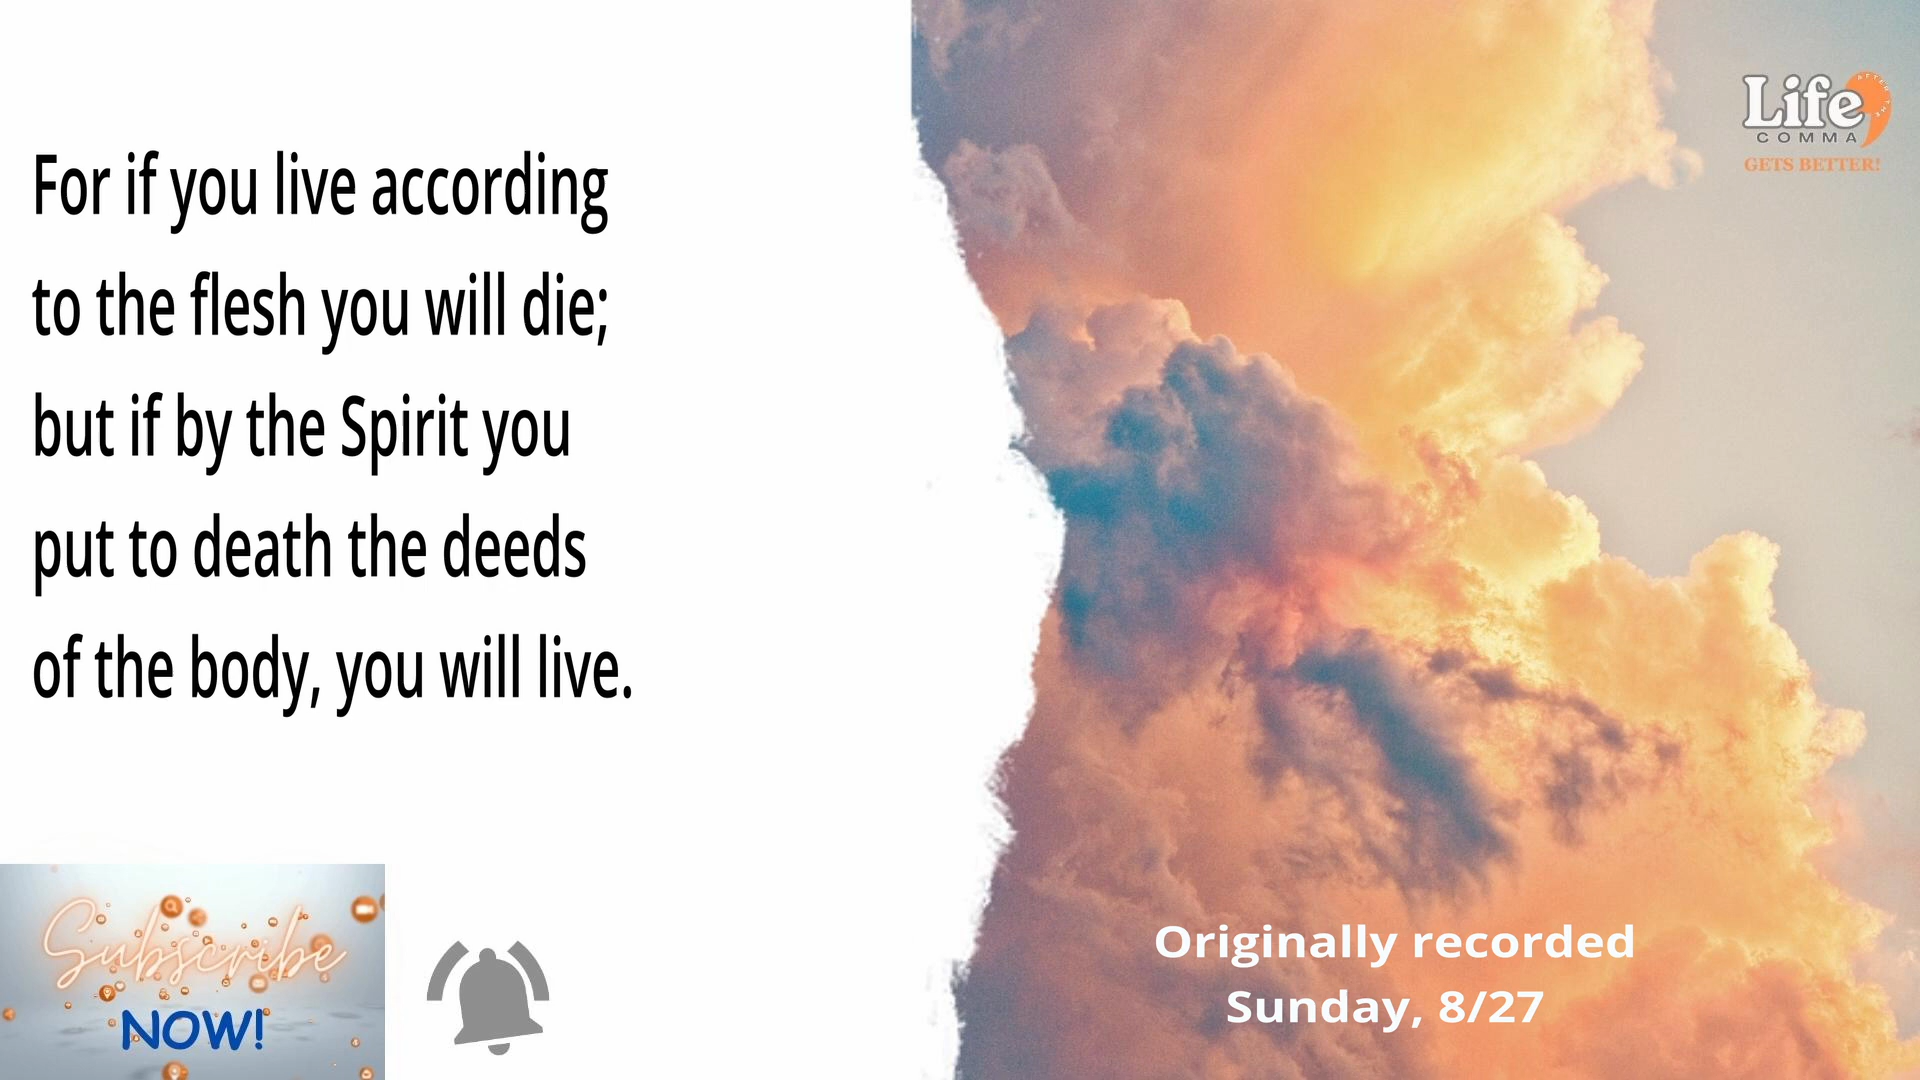 For if you live according
to the flesh you will die;
but if by the Spirit you
put to death the deeds
of the body, you will live.
Life
AFTER THE
COMMA
GETS BETTER!
Subscribe
NOW!
Originally recorded
Sunday, 8/27